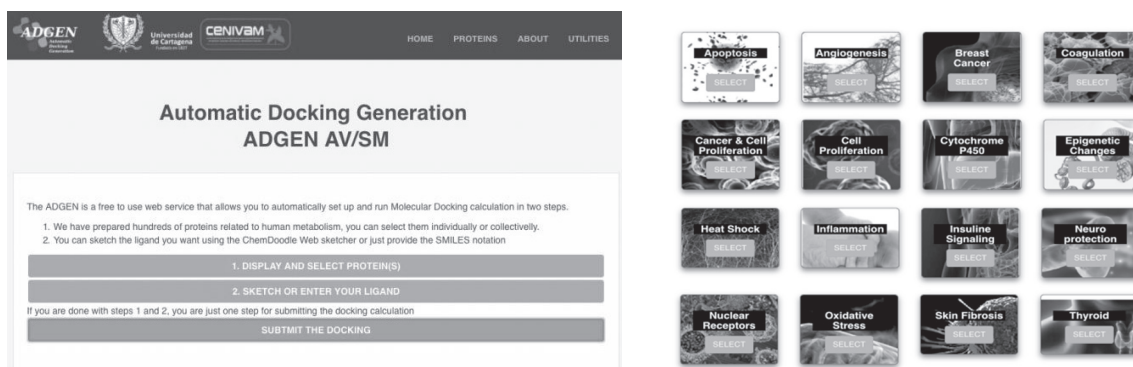 ADGEN
Automatic
Docking
Generation
Universidad
de Cartagena
Fundada en 1827
CENIVAM
HOME PROTEINS ABOUT UTILITIES
Automatic Docking Generation
ADGEN AV/SM
The ADGEN is a free to use web service that allows you to automatically set up and run Molecular Docking calculation in two steps.
1. We have prepared hundreds of proteins related to human metabolism, you can select them individually or collectivelly.
2. You can sketch the ligand you want using the ChemDoodle Web sketcher or just provide the SMILES notation
1. DISPLAY AND SELECT PROTEIN(S)
2. SKETCH OR ENTER YOUR LIGAND
If you are done with steps 1 and 2, you are just one step for submitting the docking calculation
SUBTMIT THE DOCKING
Apoptosis
SELECT
Angiogenesis
SELECT
Breast
Cancer
SELECT
Coagulation
SELECT
Cancer & Cell
Proliferation
SELECT
Cell
Proliferation
SELECT
Cytochrome
P450
SELECT
Epigenetic
Changes
SELECT
Heat Shock
SELECT
Inflammation
SELECT
Insuline
Signaling
SELECT
Neuro
protection
SELECT
Nuclear
Receptors
SELECT
Oxidative
Stress
SELECT
Skin Fibrosis
SELECT
Thyroid
SELECT